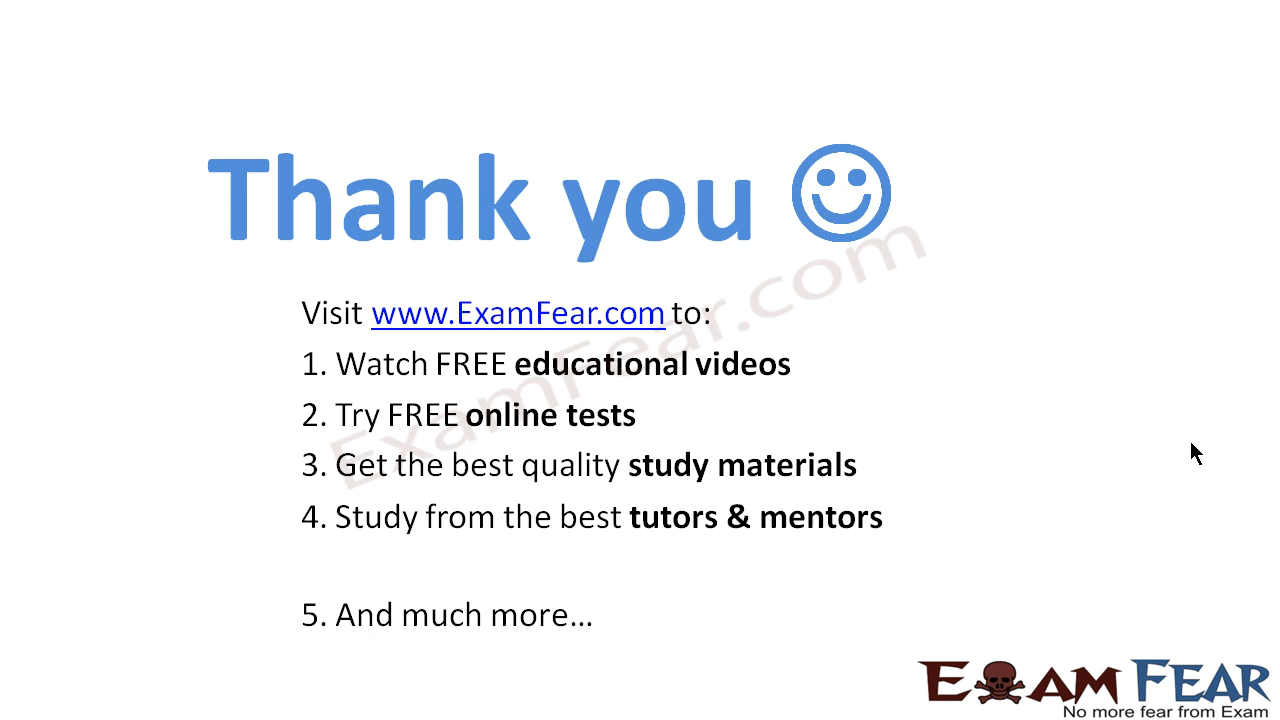 Thank you
ExamFear.com
Visit www.ExamFear.com to:
1. Watch FREE educational videos
2. Try FREE online tests
3. Get the best quality study materials
4. Study from the best tutors & mentors
5. And much more...
EXAM FEAR
No more fear from Exam